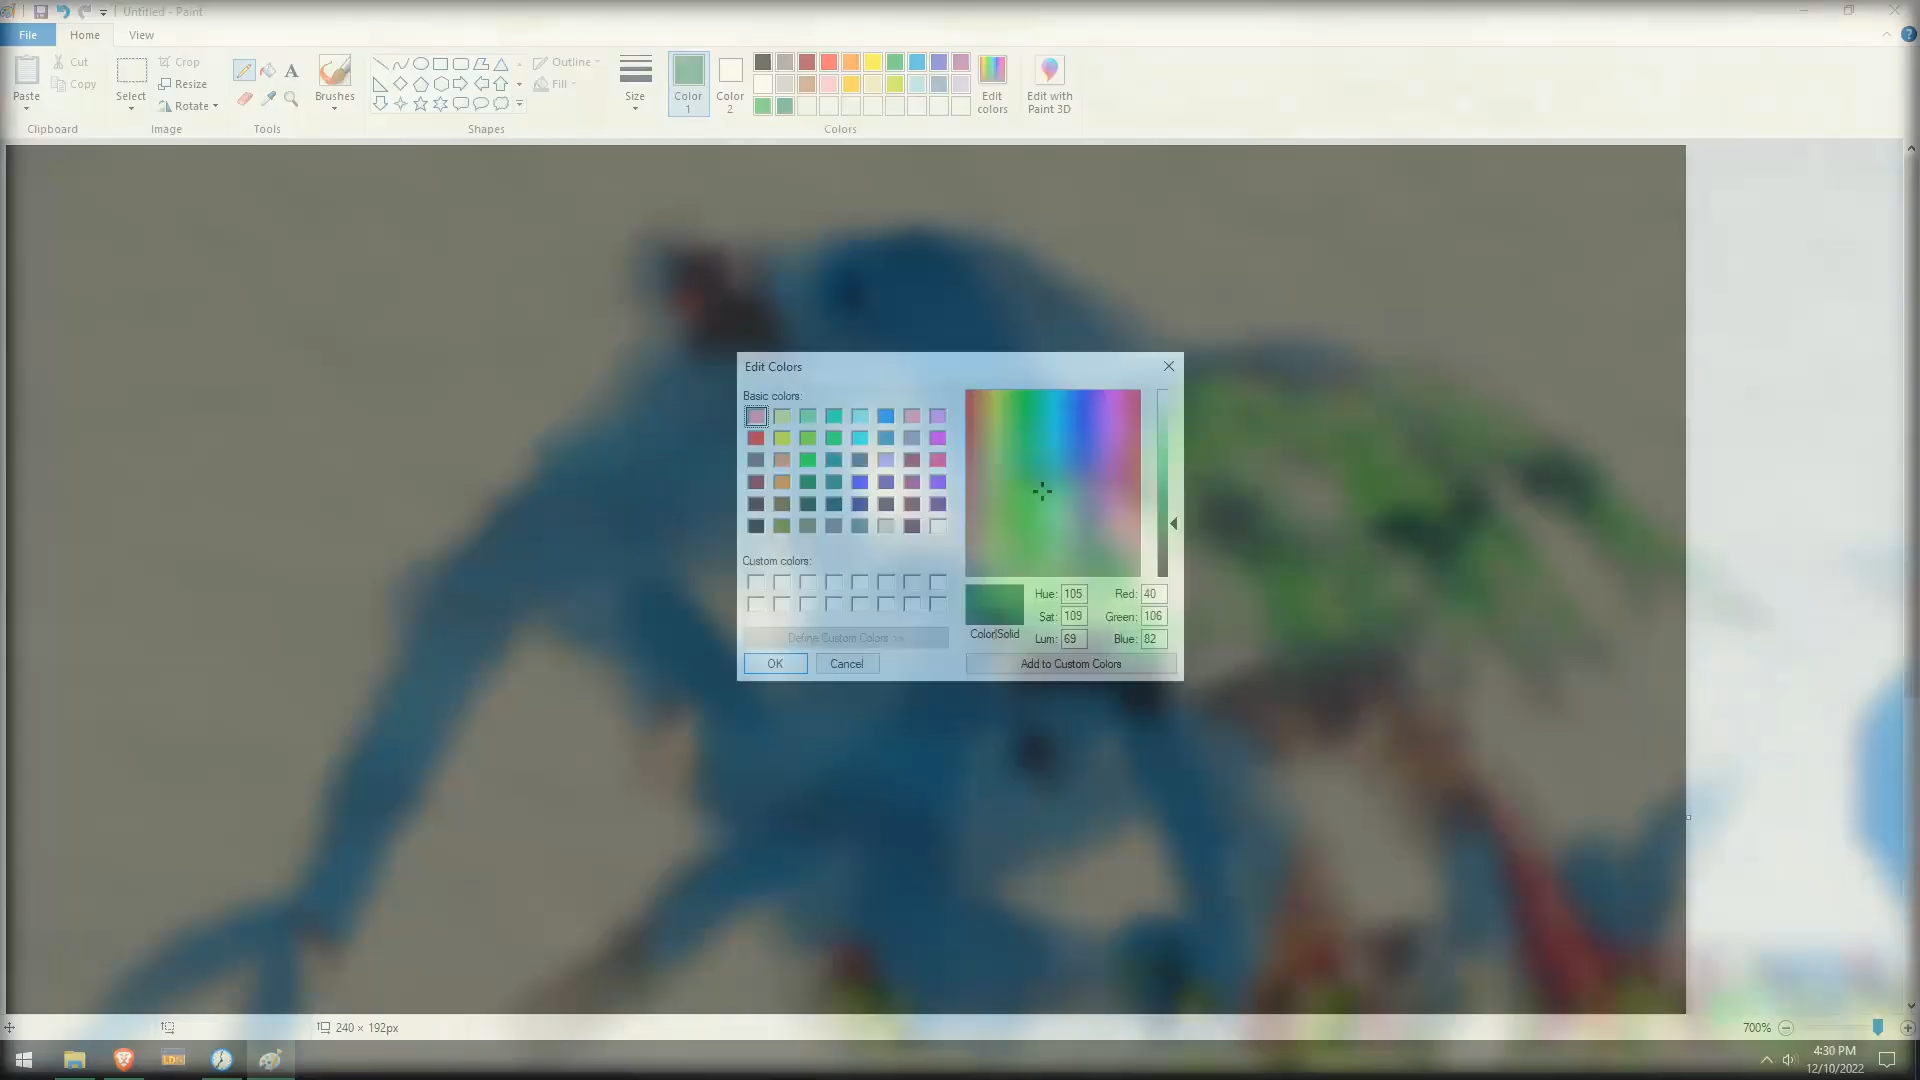 Untitled - Paint
File Home View
Paste
Cut
Copy
Clipboard
Select
Crop
Resize
Rotate
Image
A
Tools
Brushes
Shapes
Outline
Fill
Size
Color 1
Color 2
Colors
Edit colors
Edit with Paint 3D
Edit Colors
Basic colors:
Custom colors:
Define Custom Colors >>
OK
Cancel
Color|Solid
Hue: 105
Sat: 109
Lum: 69
Red: 40
Green: 106
Blue: 82
Add to Custom Colors
240 × 192px
700%
4:30 PM
12/10/2022